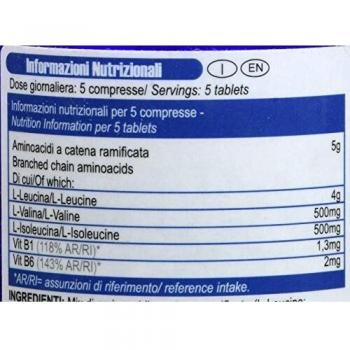 Informazioni Nutrizionali I EN
Dose giornaliera: 5 compresse/ Servings: 5 tablets
Informazioni nutrizionali per 5 compresse -
Nutrition Information per 5 tablets
Aminoacidi a catena ramificata 5g
Branched chain aminoacids
Di cui/Of which:
L-Leucina/L-Leucine 4g
L-Valina/L-Valine 500mg
L-Isoleucina/L-Isoleucine 500mg
Vit B1 (118% AR/RI)* 1,3mg
Vit B6 (143% AR/RI)* 2mg
*AR/RI= assunzioni di riferimento/ reference intake.
INGREDIENTI: